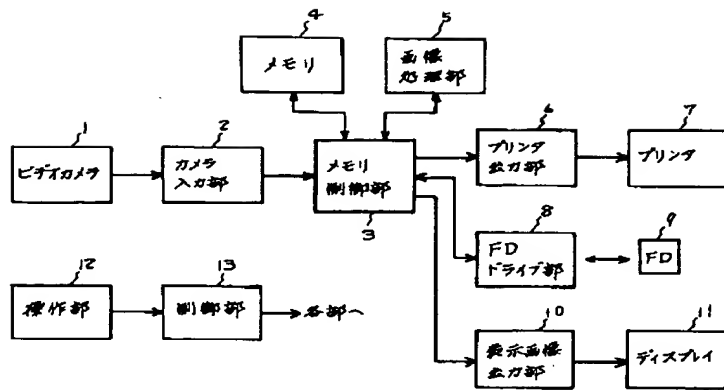 4
メモリ
5
画像
処理部
1
ビデイカメラ
2
カメラ
入力部
メモリ
制御部
3
6
プリンタ
出力部
7
プリンタ
8
FD
ドライブ部
9
FD
12
操作部
13
制御部
各部へ
10
表示画像
出力部
11
ディスプレイ